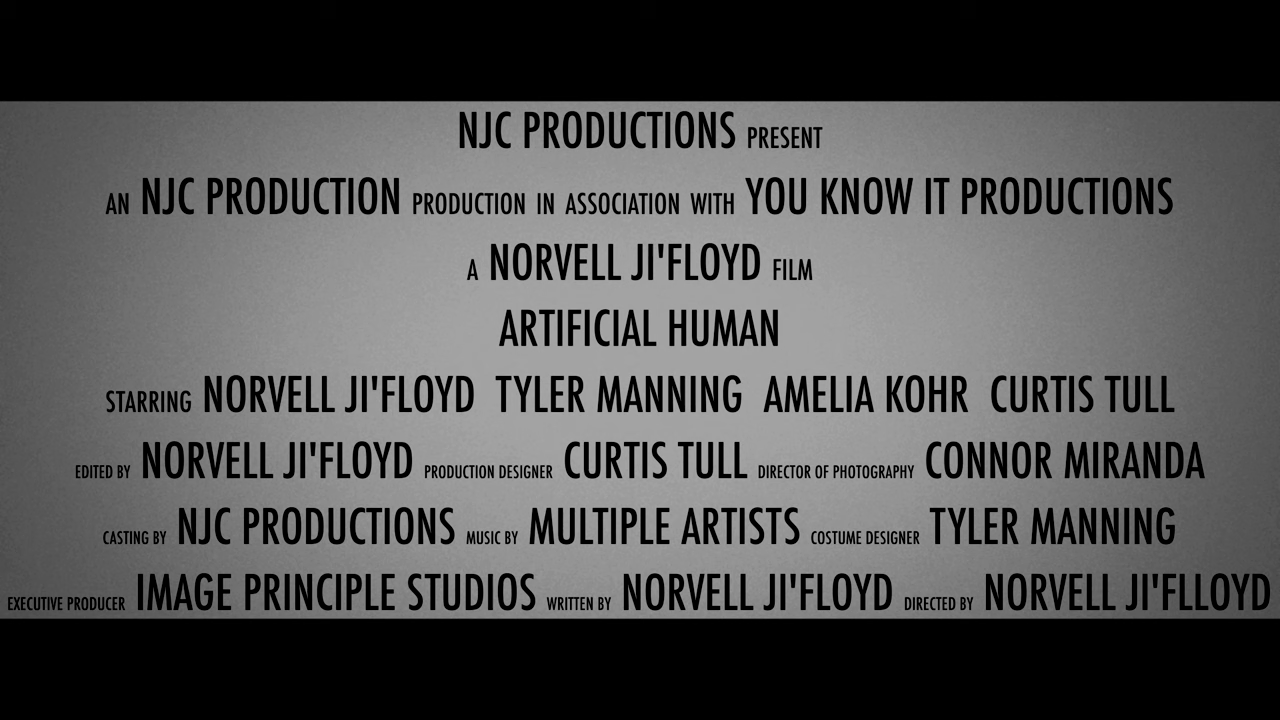 NJC PRODUCTIONS PRESENT
AN NJC PRODUCTION PRODUCTION IN ASSOCIATION WITH YOU KNOW IT PRODUCTIONS
A NORVELL JI'FLOYD FILM
ARTIFICIAL HUMAN
STARRING NORVELL JI'FLOYD TYLER MANNING AMELIA KOHR CURTIS TULL
EDITED BY NORVELL JI'FLOYD PRODUCTION DESIGNER CURTIS TULL DIRECTOR OF PHOTOGRAPHY CONNOR MIRANDA
CASTING BY NJC PRODUCTIONS MUSIC BY MULTIPLE ARTISTS COSTUME DESIGNER TYLER MANNING
EXECUTIVE PRODUCER IMAGE PRINCIPLE STUDIOS WRITTEN BY NORVELL JI'FLOYD DIRECTED BY NORVELL JI'FLLOYD